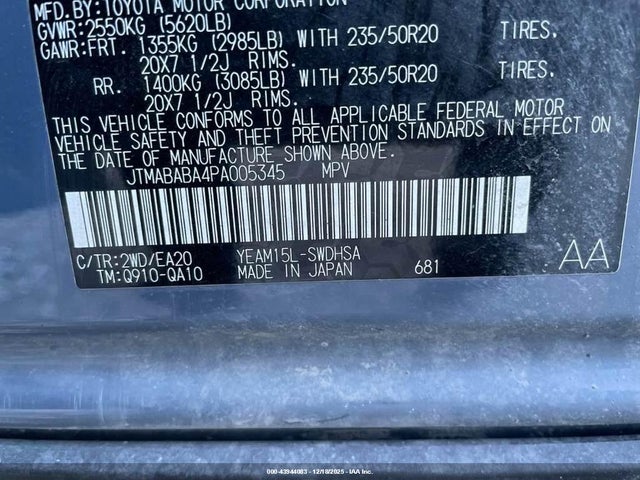 MFD.BY:TOYOTA MOTOR CORPORATION
GVWR:2550KG (5620LB)
GAWR:FRT. 1355KG (2985LB) WITH 235/50R20 TIRES.
20X7 1/2J RIMS.
RR. 1400KG (3085LB) WITH 235/50R20 TIRES.
20X7 1/2J RIMS.
THIS VEHICLE CONFORMS TO ALL APPLICABLE FEDERAL MOTOR
VEHICLE SAFETY AND THEFT PREVENTION STANDARDS IN EFFECT ON
THE DATE OF MANUFACTURE SHOWN ABOVE.
JTMABABA4PA005345 MPV
C/TR:2WD/EA20 YEAM15L-SWDHSA AA
TM:Q910-QA10 MADE IN JAPAN 681
000-43944083 - 12/18/2025 - IAA Inc.